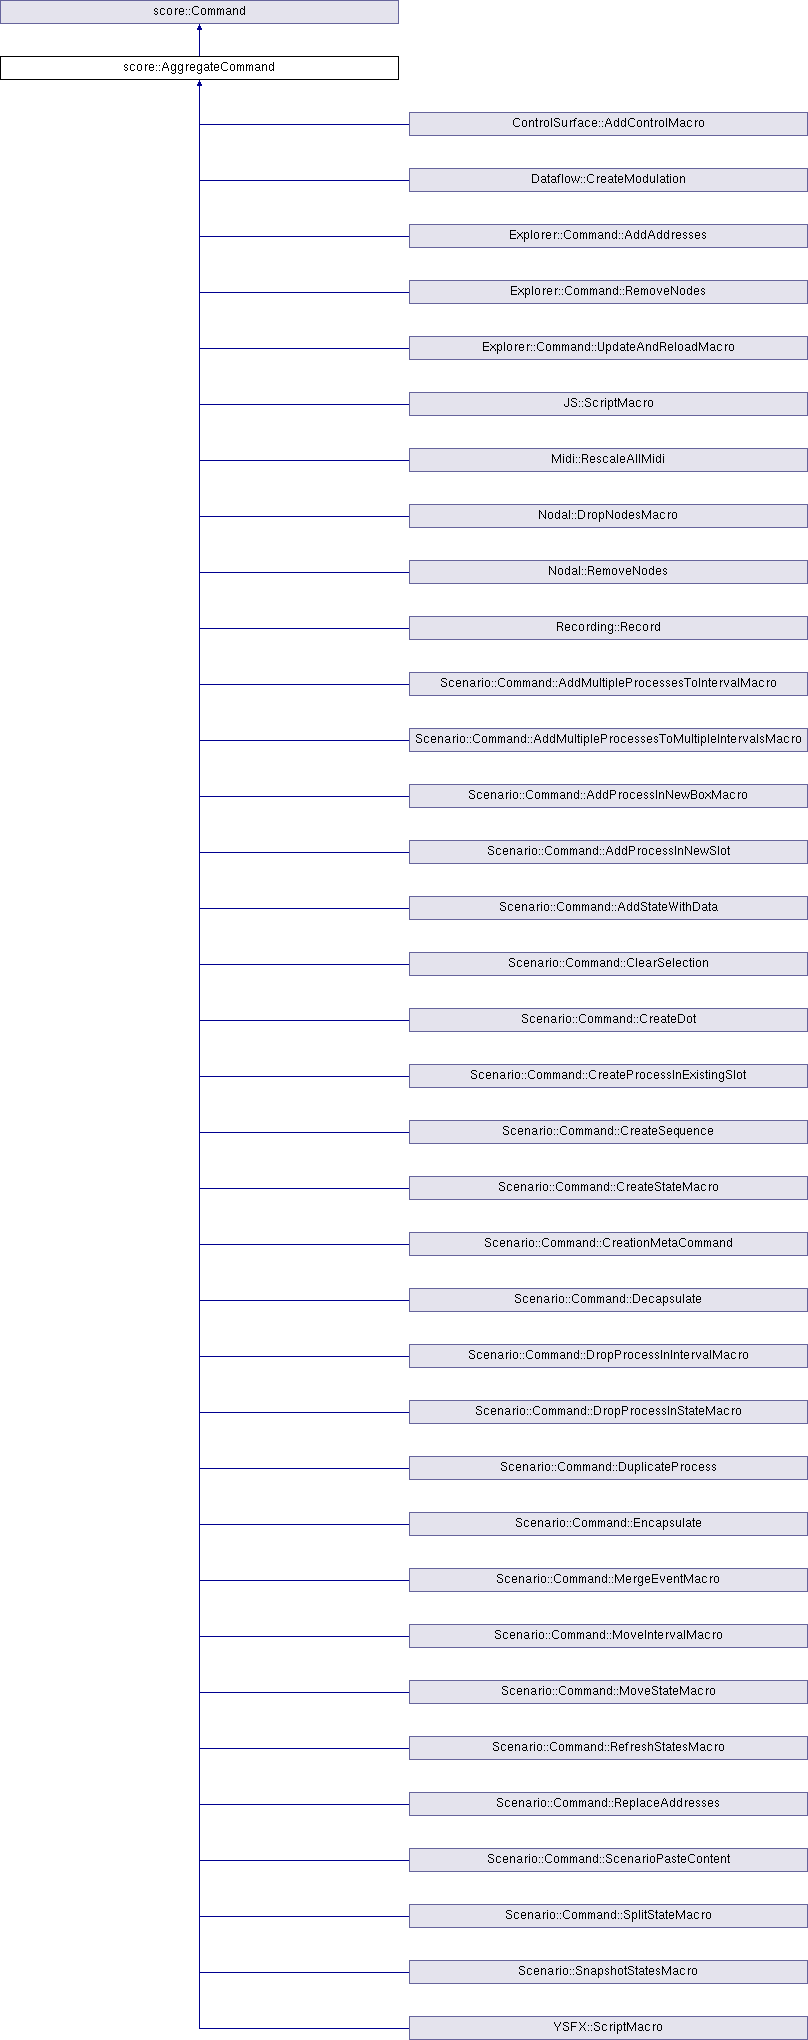 score::Command
score::AggregateCommand
ControlSurface::AddControlMacro
Dataflow::CreateModulation
Explorer::Command::AddAddresses
Explorer::Command::RemoveNodes
Explorer::Command::UpdateAndReloadMacro
JS::ScriptMacro
Midi::RescaleAllMidi
Nodal::DropNodesMacro
Nodal::RemoveNodes
Recording::Record
Scenario::Command::AddMultipleProcessesToIntervalMacro
Scenario::Command::AddMultipleProcessesToMultipleIntervalsMacro
Scenario::Command::AddProcessInNewBoxMacro
Scenario::Command::AddProcessInNewSlot
Scenario::Command::AddStateWithData
Scenario::Command::ClearSelection
Scenario::Command::CreateDot
Scenario::Command::CreateProcessInExistingSlot
Scenario::Command::CreateSequence
Scenario::Command::CreateStateMacro
Scenario::Command::CreationMetaCommand
Scenario::Command::Decapsulate
Scenario::Command::DropProcessInIntervalMacro
Scenario::Command::DropProcessInStateMacro
Scenario::Command::DuplicateProcess
Scenario::Command::Encapsulate
Scenario::Command::MergeEventMacro
Scenario::Command::MoveIntervalMacro
Scenario::Command::MoveStateMacro
Scenario::Command::RefreshStatesMacro
Scenario::Command::ReplaceAddresses
Scenario::Command::ScenarioPasteContent
Scenario::Command::SplitStateMacro
Scenario::SnapshotStatesMacro
YSFX::ScriptMacro